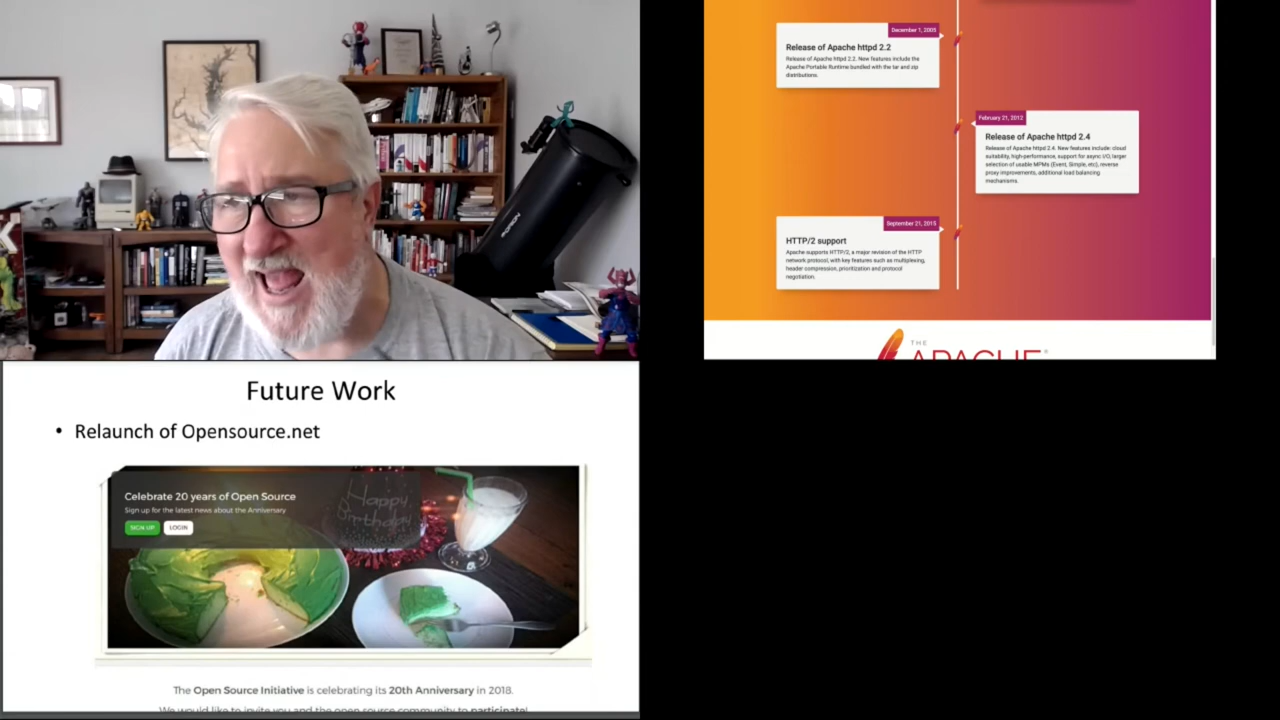 ORION
December 1, 2005
Release of Apache httpd 2.2
Release of Apache httpd 2.2. New features include the
Apache Portable Runtime bundled with the tar and zip
distributions.
February 21, 2012
Release of Apache httpd 2.4
Release of Apache httpd 2.4. New features include: cloud
suitability, high-performance, support for async I/O, larger
selection of usable MPMs (Event, Simple, etc), reverse
proxy improvements, additional load balancing
mechanisms.
September 21, 2015
HTTP/2 support
Apache supports HTTP/2, a major revision of the HTTP
network protocol, with key features such as multiplexing,
header compression, prioritization and protocol
negotiation.
THE
APACHE®
Future Work
• Relaunch of Opensource.net
Celebrate 20 years of Open Source
Sign up for the latest news about the Anniversary
SIGN UP LOGIN
Happy
Birthday
The Open Source Initiative is celebrating its 20th Anniversary in 2018.
We would like to invite you and the open source community to participate!